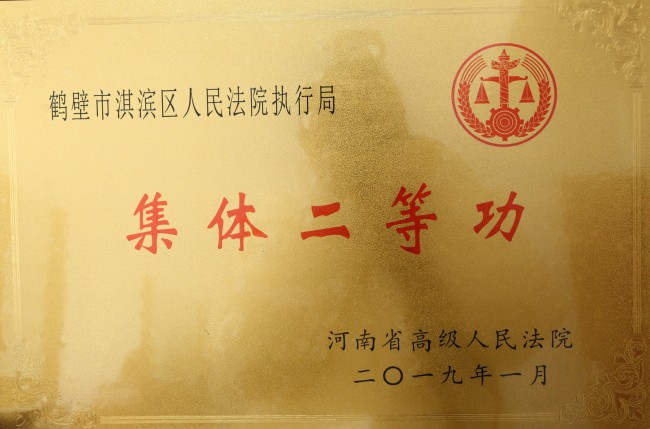 鹤壁市淇滨区人民法院执行局
集体二等功
河南省高级人民法院
二〇一九年一月